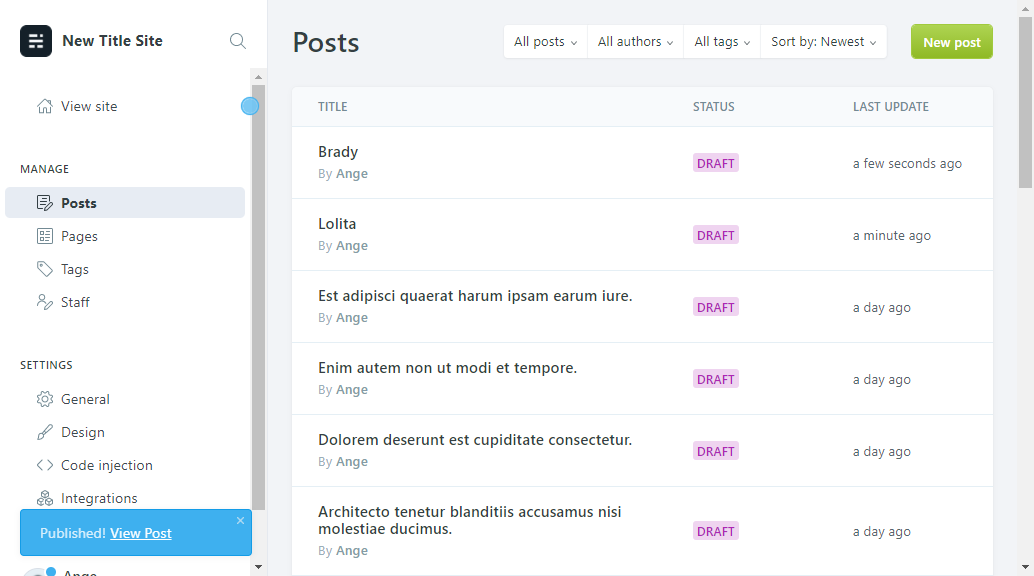 New Title Site
View site
MANAGE
Posts
Pages
Tags
Staff
SETTINGS
General
Design
Code injection
Integrations
Published! View Post
×
Ange
Posts
All posts
All authors
All tags
Sort by: Newest
New post
TITLE STATUS LAST UPDATE
Brady
By Ange
DRAFT
a few seconds ago
Lolita
By Ange
DRAFT
a minute ago
Est adipisci quaerat harum ipsam earum iure.
By Ange
DRAFT
a day ago
Enim autem non ut modi et tempore.
By Ange
DRAFT
a day ago
Dolorem deserunt est cupiditate consectetur.
By Ange
DRAFT
a day ago
Architecto tenetur blanditiis accusamus nisi
molestiae ducimus.
By Ange
DRAFT
a day ago